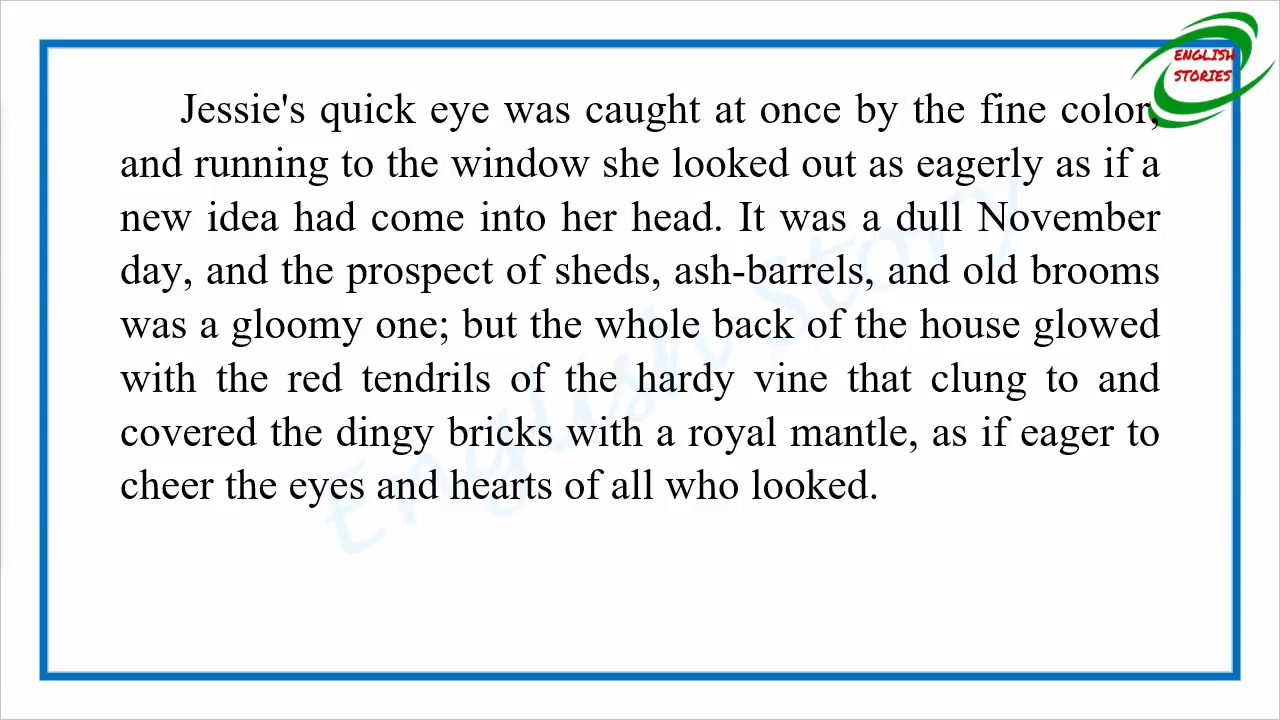 ENGLISH
STORIES
Jessie's quick eye was caught at once by the fine color,
and running to the window she looked out as eagerly as if a
new idea had come into her head. It was a dull November
day, and the prospect of sheds, ash-barrels, and old brooms
was a gloomy one; but the whole back of the house glowed
with the red tendrils of the hardy vine that clung to and
covered the dingy bricks with a royal mantle, as if eager to
cheer the eyes and hearts of all who looked.
English Story